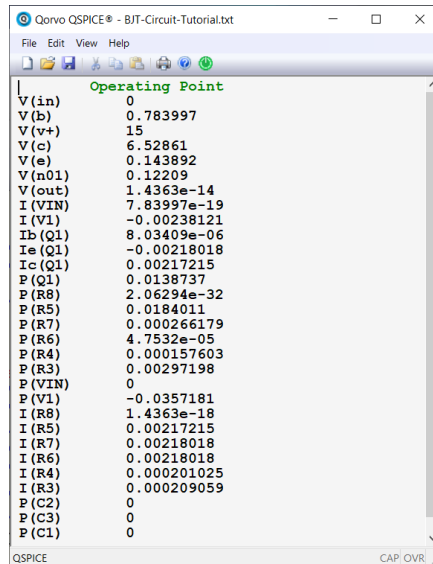 Qorvo QSPICE® - BJT-Circuit-Tutorial.txt
File Edit View Help
Operating Point
V(in) 0
V(b) 0.783997
V(v+) 15
V(c) 6.52861
V(e) 0.143892
V(n01) 0.12209
V(out) 1.4363e-14
I(VIN) 7.83997e-19
I(V1) -0.00238121
Ib(Q1) 8.03409e-06
Ie(Q1) -0.00218018
Ic(Q1) 0.00217215
P(Q1) 0.0138737
P(R8) 2.06294e-32
P(R5) 0.0184011
P(R7) 0.000266179
P(R6) 4.7532e-05
P(R4) 0.000157603
P(R3) 0.00297198
P(VIN) 0
P(V1) -0.0357181
I(R8) 1.4363e-18
I(R5) 0.00217215
I(R7) 0.00218018
I(R6) 0.00218018
I(R4) 0.000201025
I(R3) 0.000209059
P(C2) 0
P(C3) 0
P(C1) 0
QSPICE CAP OVR